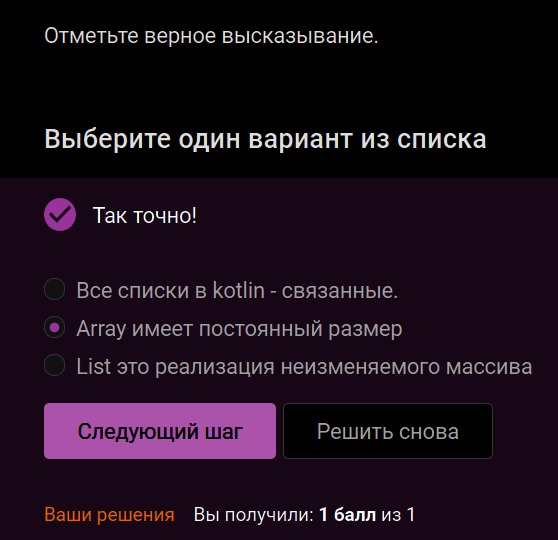 Отметьте верное высказывание.
Выберите один вариант из списка
Так точно!
Все списки в kotlin - связанные.
Array имеет постоянный размер
List это реализация неизменяемого массива
Следующий шаг Решить снова
Ваши решения Вы получили: 1 балл из 1